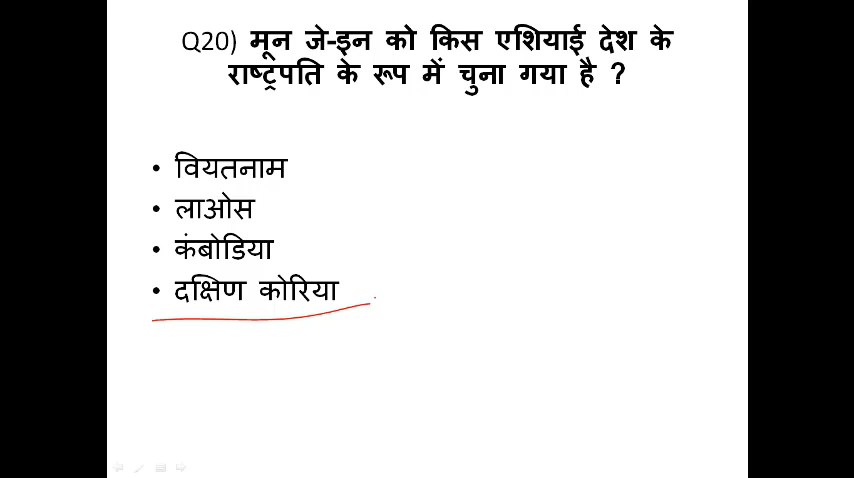 Q20) मून जे-इन को किस एशियाई देश के
राष्ट्रपति के रूप में चुना गया है ?
• वियतनाम
• लाओस
• कंबोडिया
• दक्षिण कोरिया